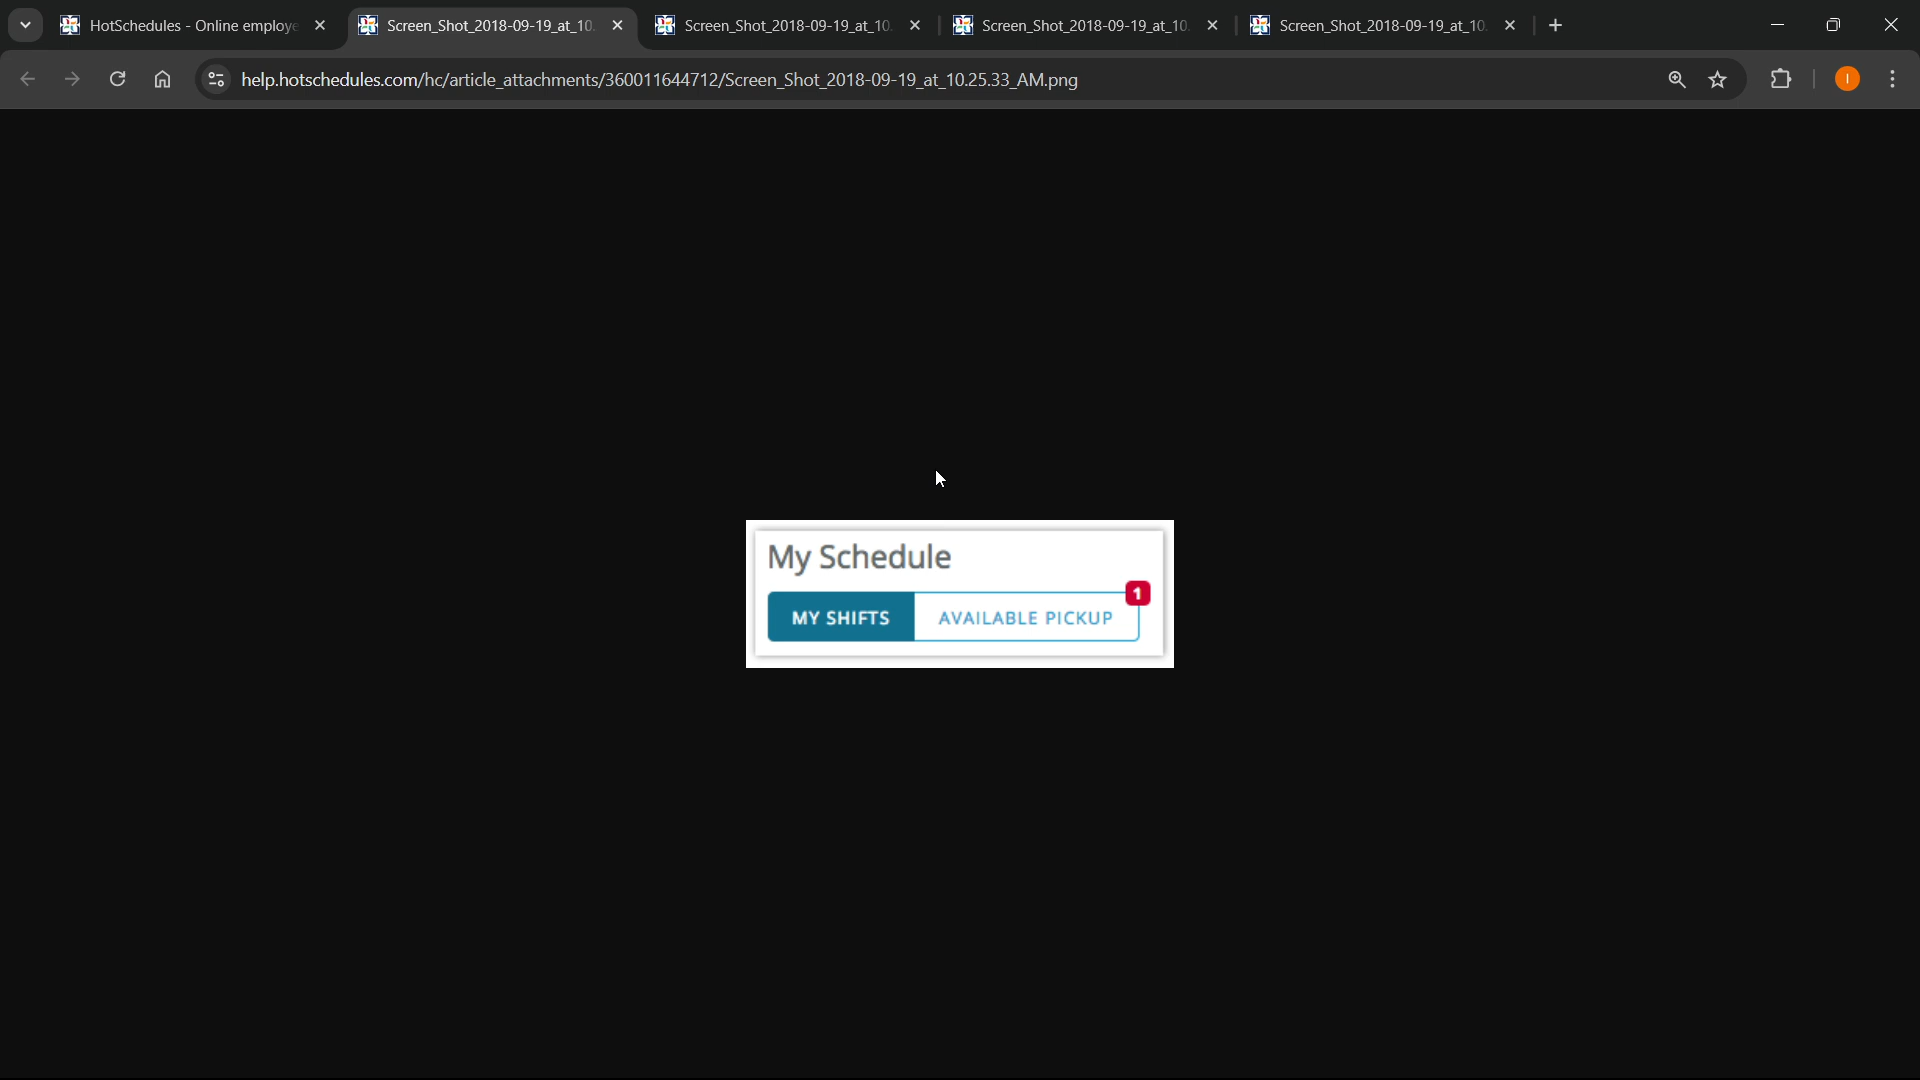 HotSchedules - Online employe
Screen_Shot_2018-09-19_at_10.
Screen_Shot_2018-09-19_at_10.
Screen_Shot_2018-09-19_at_10.
Screen_Shot_2018-09-19_at_10.
help.hotschedules.com/hc/article_attachments/360011644712/Screen_Shot_2018-09-19_at_10.25.33_AM.png
I
My Schedule
1
MY SHIFTS
AVAILABLE PICKUP